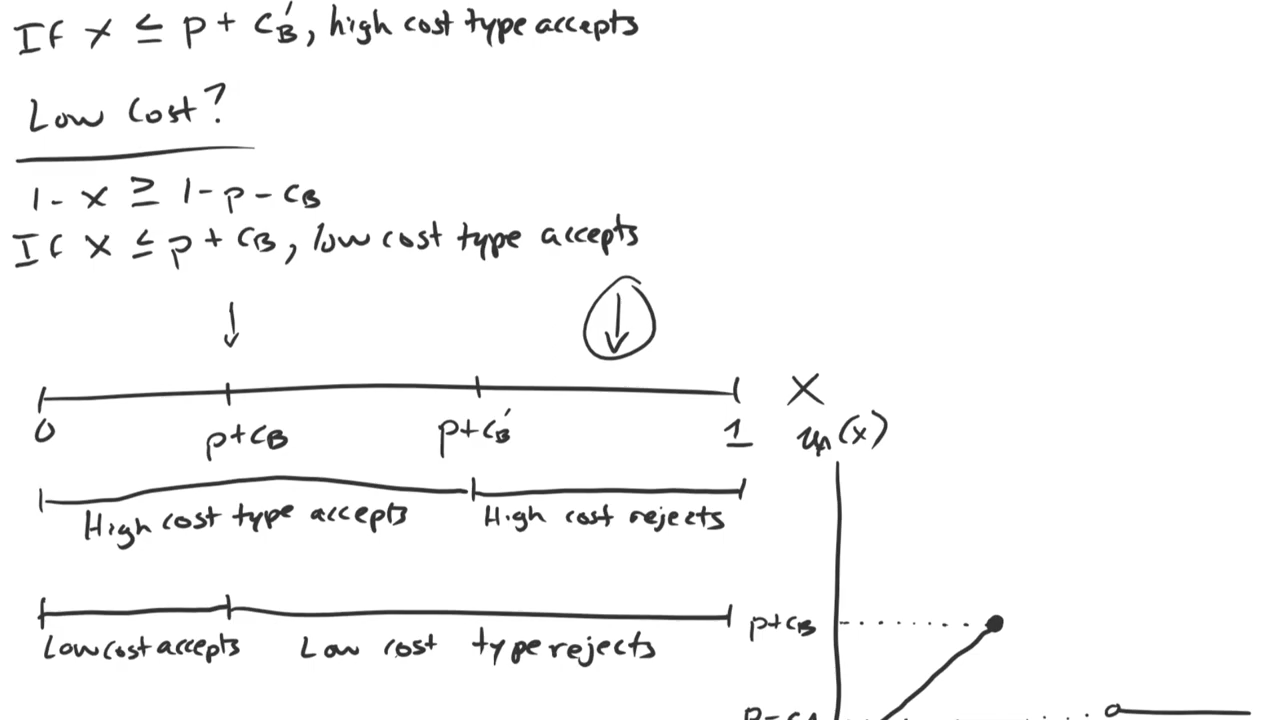 If x ≤ p + C'B, high cost type accepts
Low Cost?
1 - x ≥ 1 - p - CB
If x ≤ p + CB, low cost type accepts
0 p+CB p+C'B 1 X
uA(x)
High cost type accepts High cost rejects
Low cost accepts Low cost type rejects
p+CB
P-CA